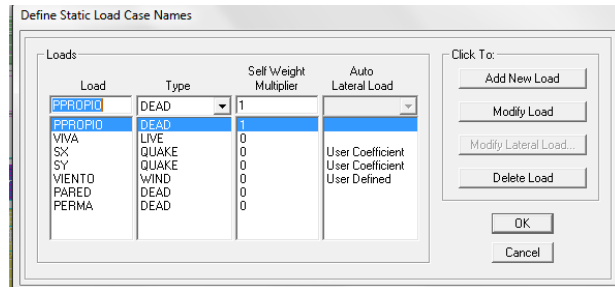 Define Static Load Case Names
Loads
Click To:
Load Type Self Weight Multiplier Auto Lateral Load
PPROPIO DEAD 1
PPROPIO DEAD 1
VIVA LIVE 0
SX QUAKE 0 User Coefficient
SY QUAKE 0 User Coefficient
VIENTO WIND 0 User Defined
PARED DEAD 0
PERMA DEAD 0
Add New Load
Modify Load
Modify Lateral Load...
Delete Load
OK
Cancel